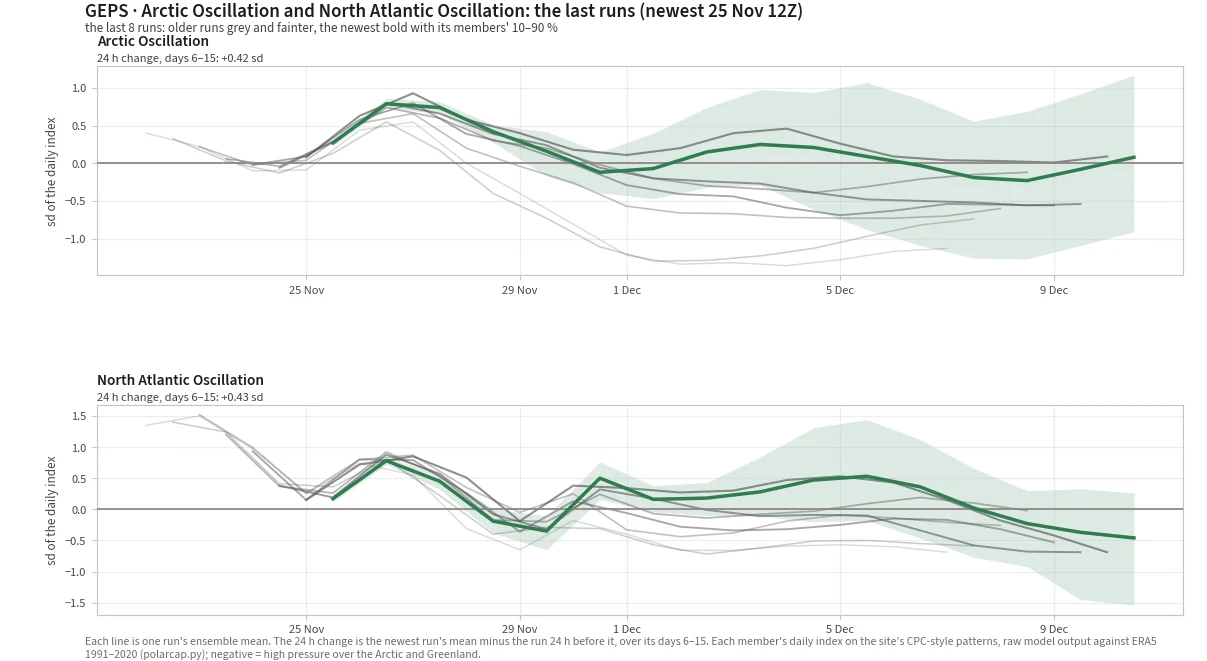 GEPS · Arctic Oscillation and North Atlantic Oscillation: the last runs (newest 25 Nov 12Z)
the last 8 runs: older runs grey and fainter, the newest bold with its members' 10–90 %
Arctic Oscillation
24 h change, days 6–15: +0.42 sd
1.0
0.5
0.0
−0.5
−1.0
sd of the daily index
25 Nov
29 Nov
1 Dec
5 Dec
9 Dec
North Atlantic Oscillation
24 h change, days 6–15: +0.43 sd
1.5
1.0
0.5
0.0
−0.5
−1.0
−1.5
sd of the daily index
25 Nov
29 Nov
1 Dec
5 Dec
9 Dec
Each line is one run's ensemble mean. The 24 h change is the newest run's mean minus the run 24 h before it, over its days 6–15. Each member's daily index on the site's CPC-style patterns, raw model output against ERA5
1991–2020 (polarcap.py); negative = high pressure over the Arctic and Greenland.